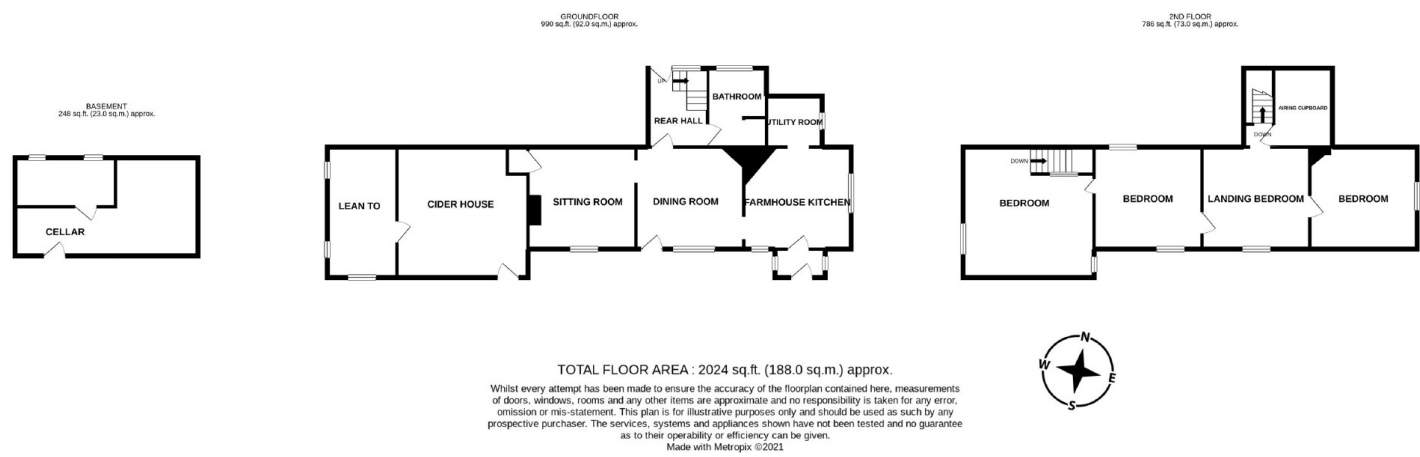 GROUNDFLOOR
990 sq.ft. (92.0 sq.m.) approx.
2ND FLOOR
786 sq.ft. (73.0 sq.m.) approx.
BASEMENT
248 sq.ft. (23.0 sq.m.) approx.
UP
BATHROOM
REAR HALL
UTILITY ROOM
AIRING CUPBOARD
DOWN
DOWN
LEAN TO
CIDER HOUSE
SITTING ROOM
DINING ROOM
FARMHOUSE KITCHEN
BEDROOM
BEDROOM
LANDING BEDROOM
BEDROOM
CELLAR
N
W
E
S
TOTAL FLOOR AREA : 2024 sq.ft. (188.0 sq.m.) approx.
Whilst every attempt has been made to ensure the accuracy of the floorplan contained here, measurements
of doors, windows, rooms and any other items are approximate and no responsibility is taken for any error,
omission or mis-statement. This plan is for illustrative purposes only and should be used as such by any
prospective purchaser. The services, systems and appliances shown have not been tested and no guarantee
as to their operability or efficiency can be given.
Made with Metropix ©2021